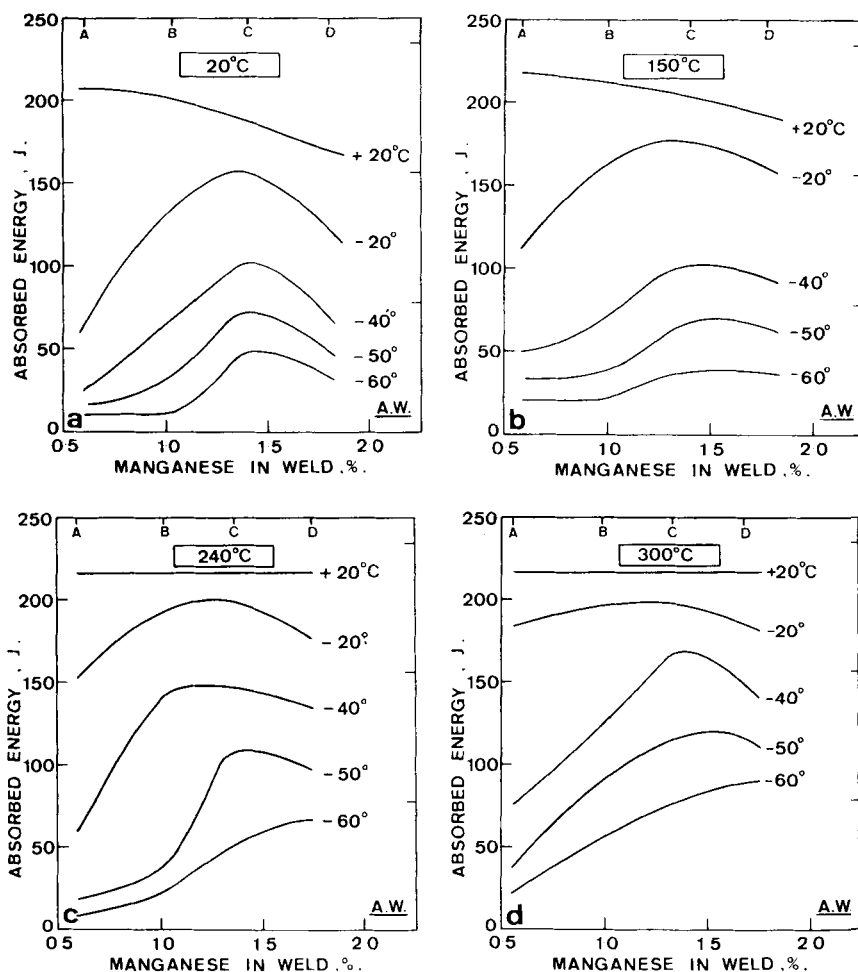 250
A B C D
20°C
200
+20°C
150
-20°
100
-40°
-50°
50
-60°
a
A.W.
0
0·5 1·0 1·5 2·0
ABSORBED ENERGY , J.
MANGANESE IN WELD ,%.
250
A B C D
150°C
200
+20°C
150
-20°
100
-40°
-50°
50
-60°
b
A.W.
0
0·5 1·0 1·5 2·0
ABSORBED ENERGY , J.
MANGANESE IN WELD ,%.
250
A B C D
240°C
+20°C
200
-20°
150
-40°
100
-50°
-60°
50
c
A.W.
0
0·5 1·0 1·5 2·0
ABSORBED ENERGY , J.
MANGANESE IN WELD ,%.
250
A B C D
300°C
+20°C
200
-20°
150
-40°
-50°
100
-60°
50
d
A.W.
0
0·5 1·0 1·5 2·0
ABSORBED ENERGY , J.
MANGANESE IN WELD ,%.